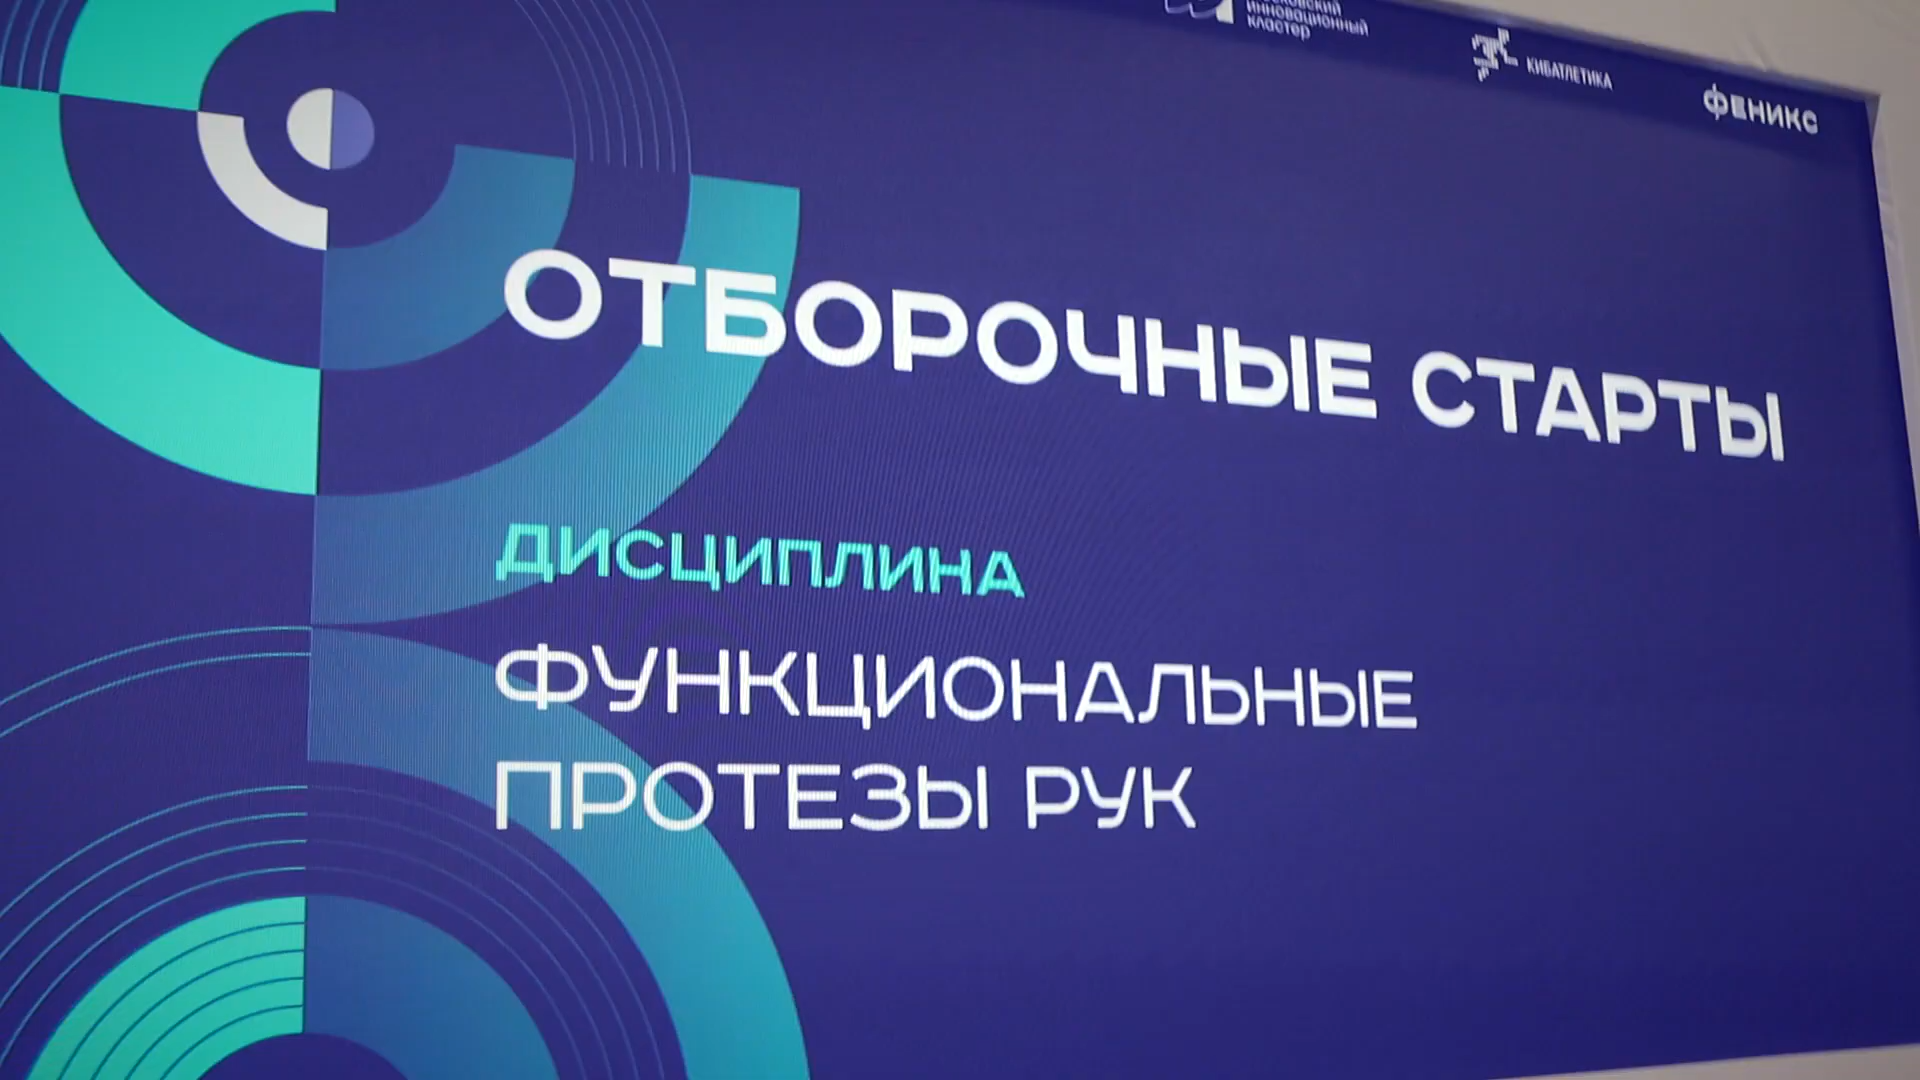 инновационный
кластер
КИБАТЛЕТИКА
ФЕНИКС
ОТБОРОЧНЫЕ СТАРТЫ
ДИСЦИПЛИНА
ФУНКЦИОНАЛЬНЫЕ
ПРОТЕЗЫ РУК